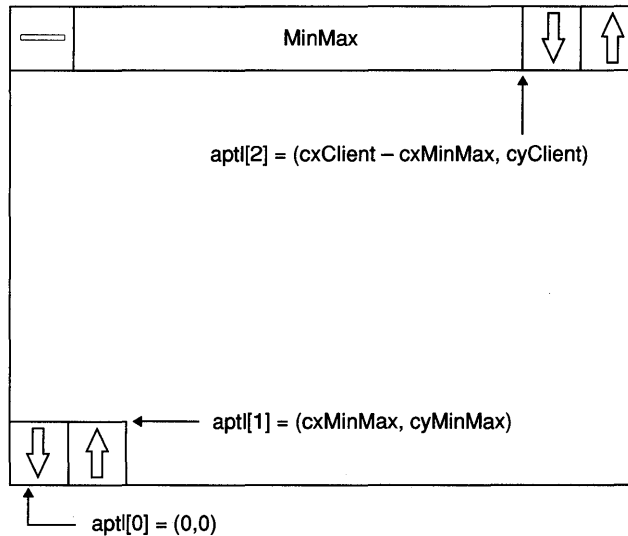 MinMax
aptl[2] = (cxClient – cxMinMax, cyClient)
aptl[1] = (cxMinMax, cyMinMax)
aptl[0] = (0,0)